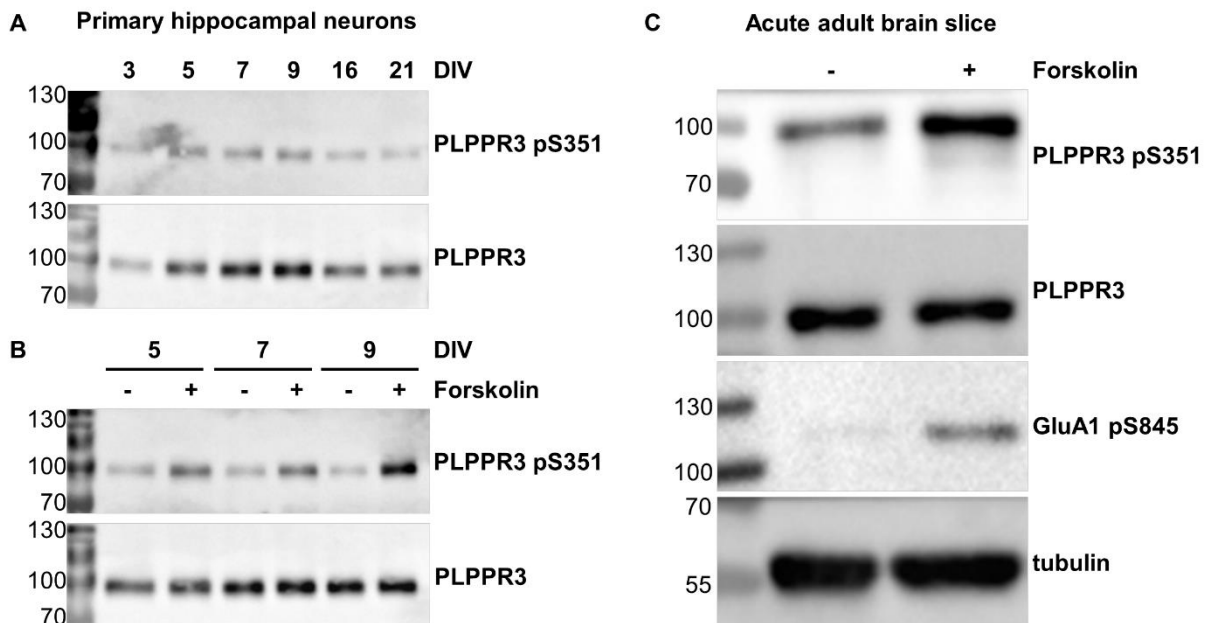 A Primary hippocampal neurons
3 5 7 9 16 21 DIV
130
100 PLPPR3 pS351
70
130
100 PLPPR3
70
B 5 7 9 DIV
- + - + - + Forskolin
130
100 PLPPR3 pS351
70
130
100 PLPPR3
70
C Acute adult brain slice
- + Forskolin
100
PLPPR3 pS351
70
130
PLPPR3
100
130
GluA1 pS845
100
70
tubulin
55